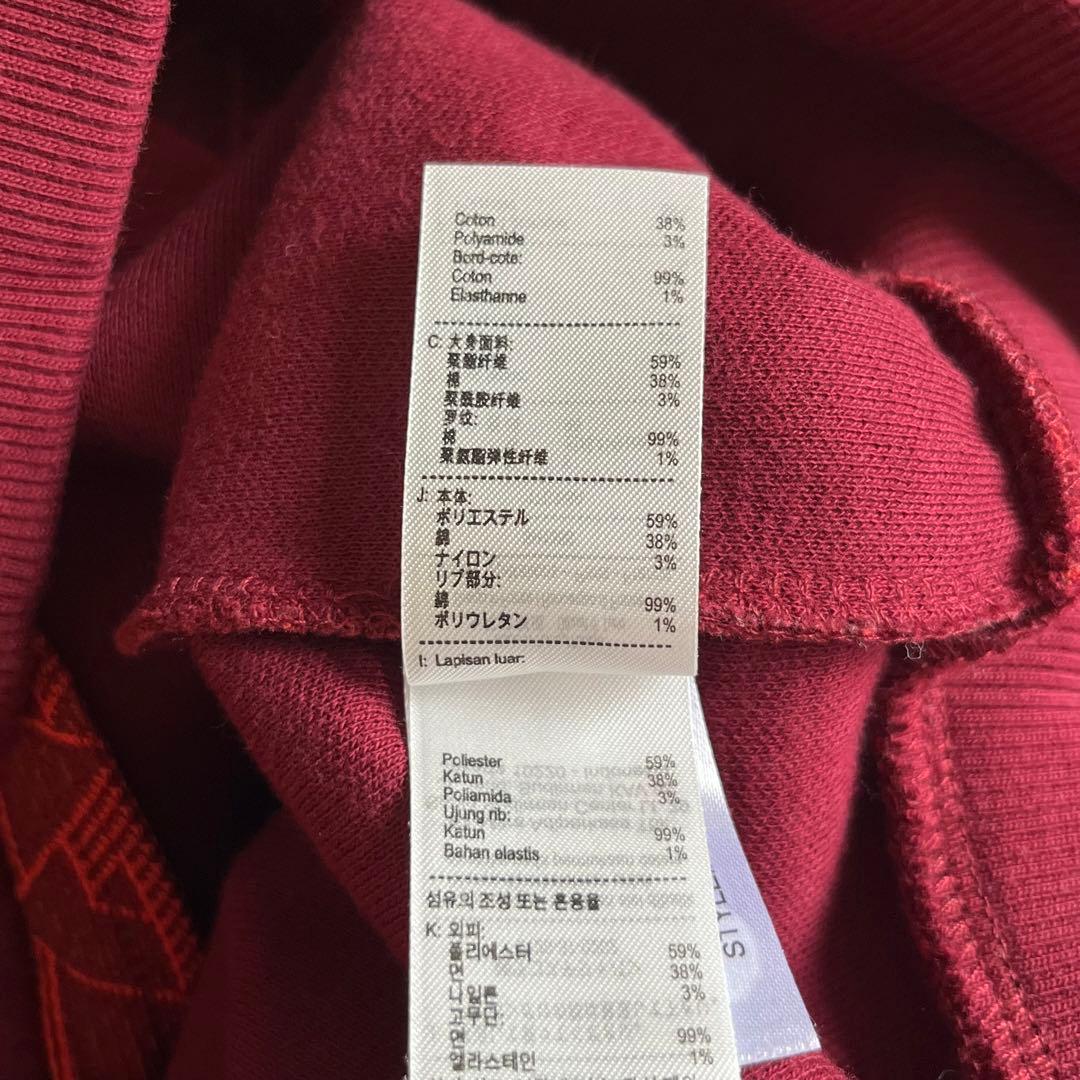 Coton 38%
Polyamide 3%
Bord-cote:
Coton 99%
Elasthanne 1%
C: 大身面料:
聚酯纤维 59%
棉 38%
聚酰胺纤维 3%
罗纹:
棉 99%
聚氨酯弹性纤维 1%
J: 本体:
ポリエステル 59%
綿 38%
ナイロン 3%
リブ部分:
綿 99%
ポリウレタン 1%
I: Lapisan luar:
Poliester 59%
Katun 38%
Poliamida 3%
Ujung rib:
Katun 99%
Bahan elastis 1%
섬유의 조성 또는 혼용율
K: 외피:
폴리에스터 59%
면 38%
나일론 3%
고무단:
면 99%
엘라스테인 1%
STYLE